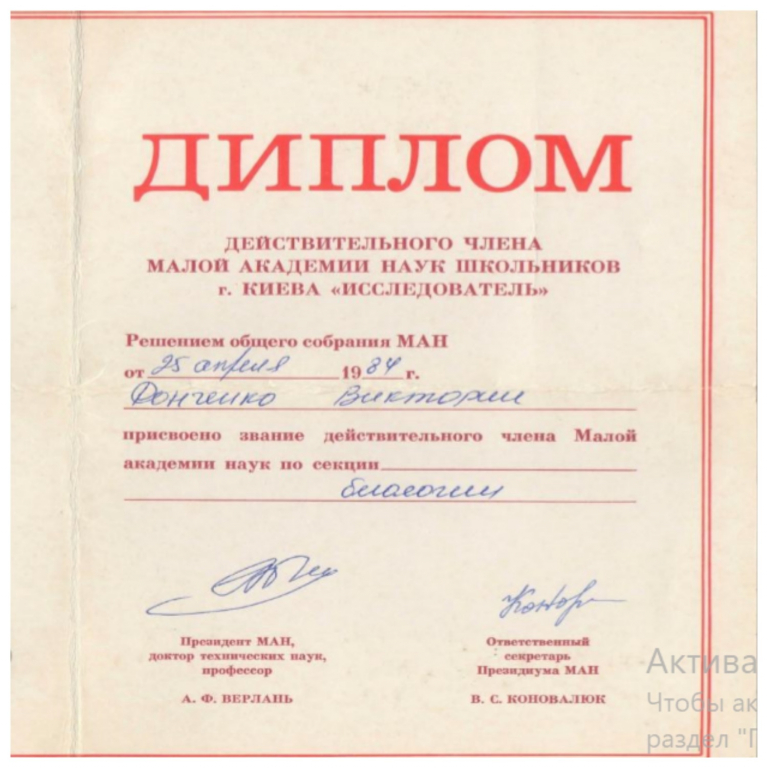 ДИПЛОМ
ДЕЙСТВИТЕЛЬНОГО ЧЛЕНА
МАЛОЙ АКАДЕМИИ НАУК ШКОЛЬНИКОВ
г. КИЕВА «ИССЛЕДОВАТЕЛЬ»
Решением общего собрания МАН
от 25 апреля 1984 г.
Донченко Виктории
присвоено звание действительного члена Малой
академии наук по секции
биологии
Президент МАН,
доктор технических наук,
профессор
А. Ф. ВЕРЛАНЬ
Ответственный
секретарь
Президиума МАН
В. С. КОНОВАЛЮК
Актива
Чтобы ак
раздел "П